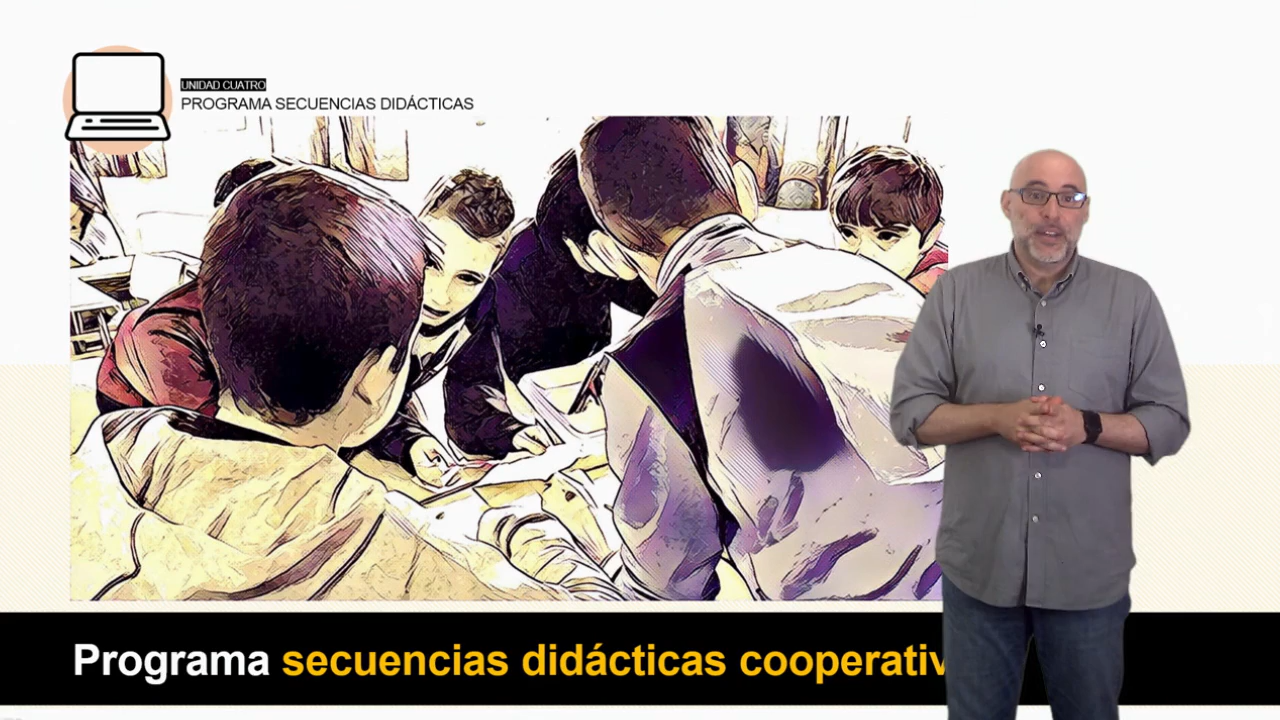 UNIDAD CUATRO
PROGRAMA SECUENCIAS DIDÁCTICAS
Programa secuencias didácticas cooperativ